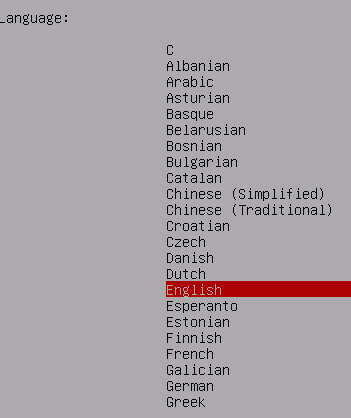 Language:
C
Albanian
Arabic
Asturian
Basque
Belarusian
Bosnian
Bulgarian
Catalan
Chinese (Simplified)
Chinese (Traditional)
Croatian
Czech
Danish
Dutch
English
Esperanto
Estonian
Finnish
French
Galician
German
Greek